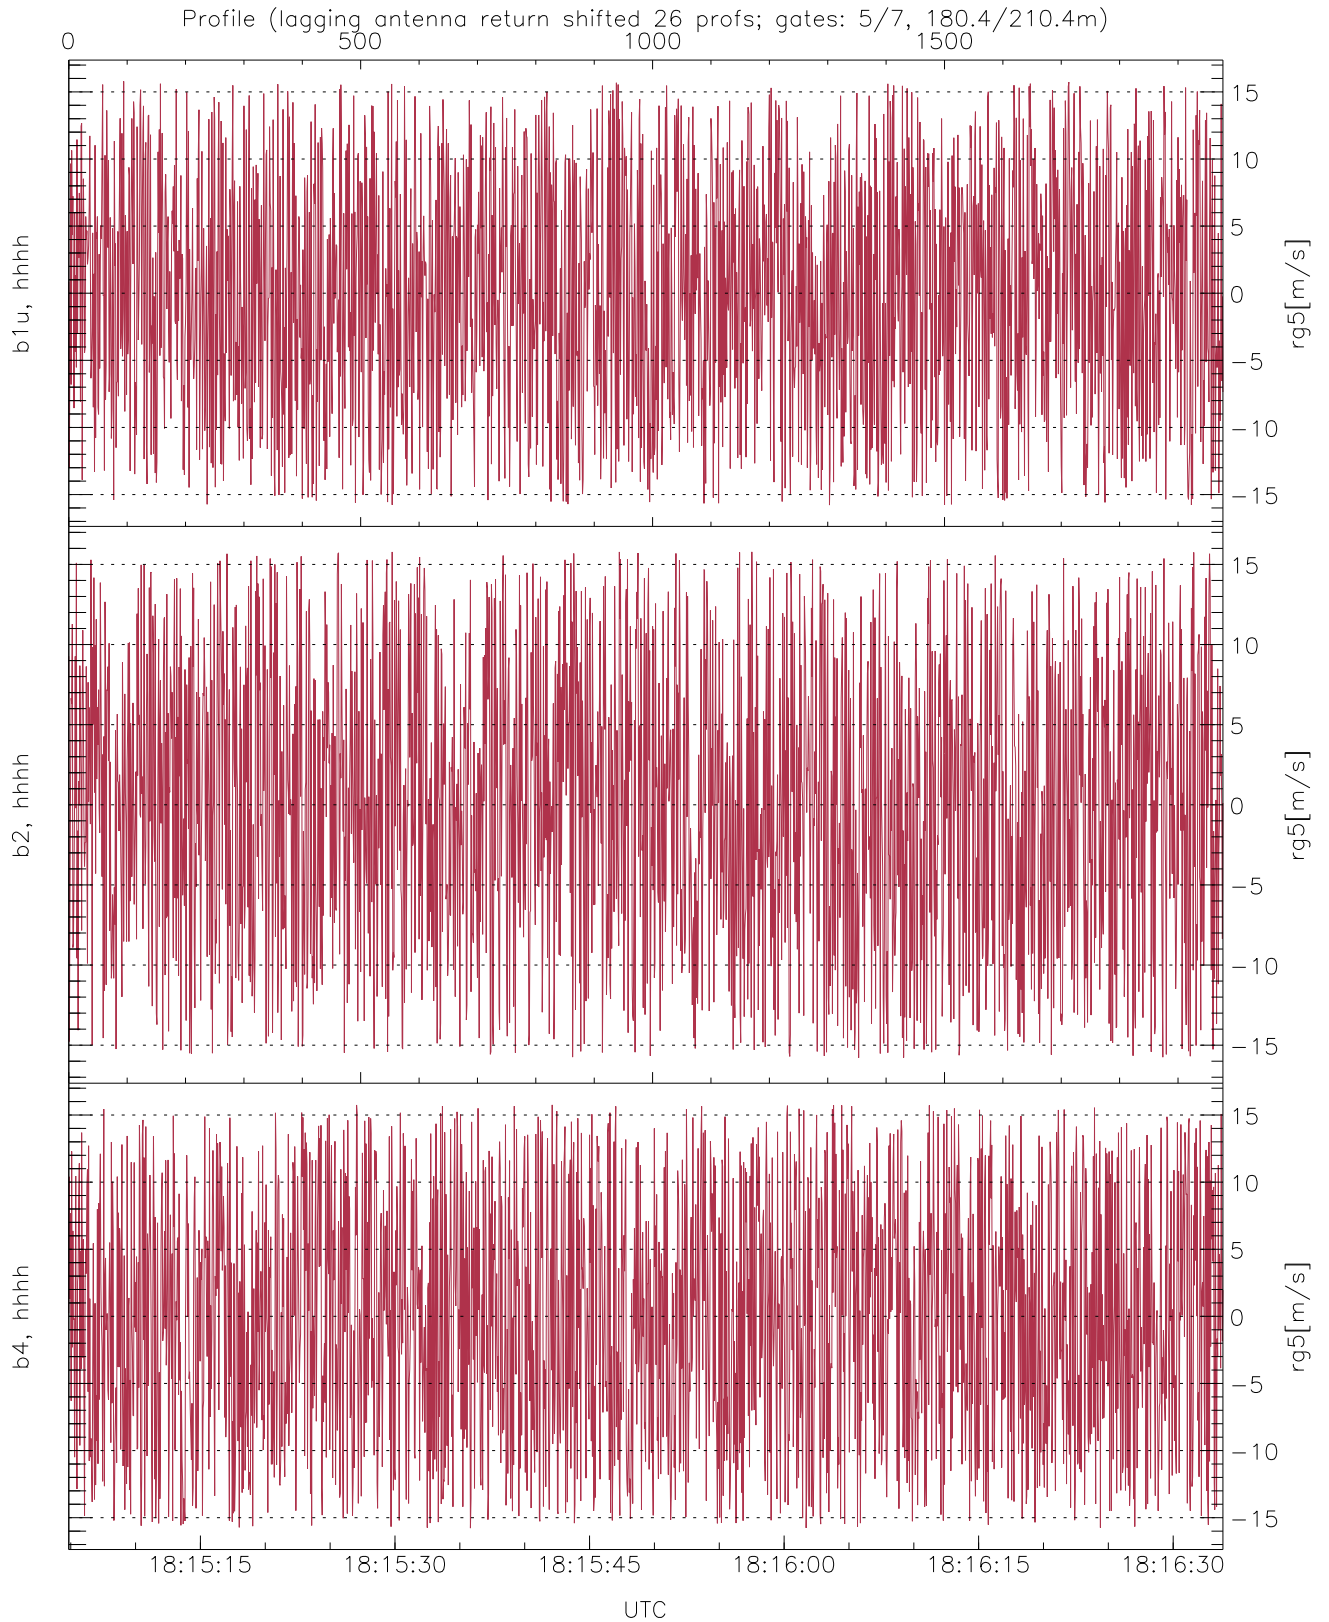 Profile (lagging antenna return shifted 26 profs; gates: 5/7, 180.4/210.4m)
0 500 1000 1500
15
10
5
0
−5
−10
−15
b1u, hhhh
rg5[m/s]
15
10
5
0
−5
−10
−15
b2, hhhh
rg5[m/s]
15
10
5
0
−5
−10
−15
b4, hhhh
rg5[m/s]
18:15:15 18:15:30 18:15:45 18:16:00 18:16:15 18:16:30
UTC